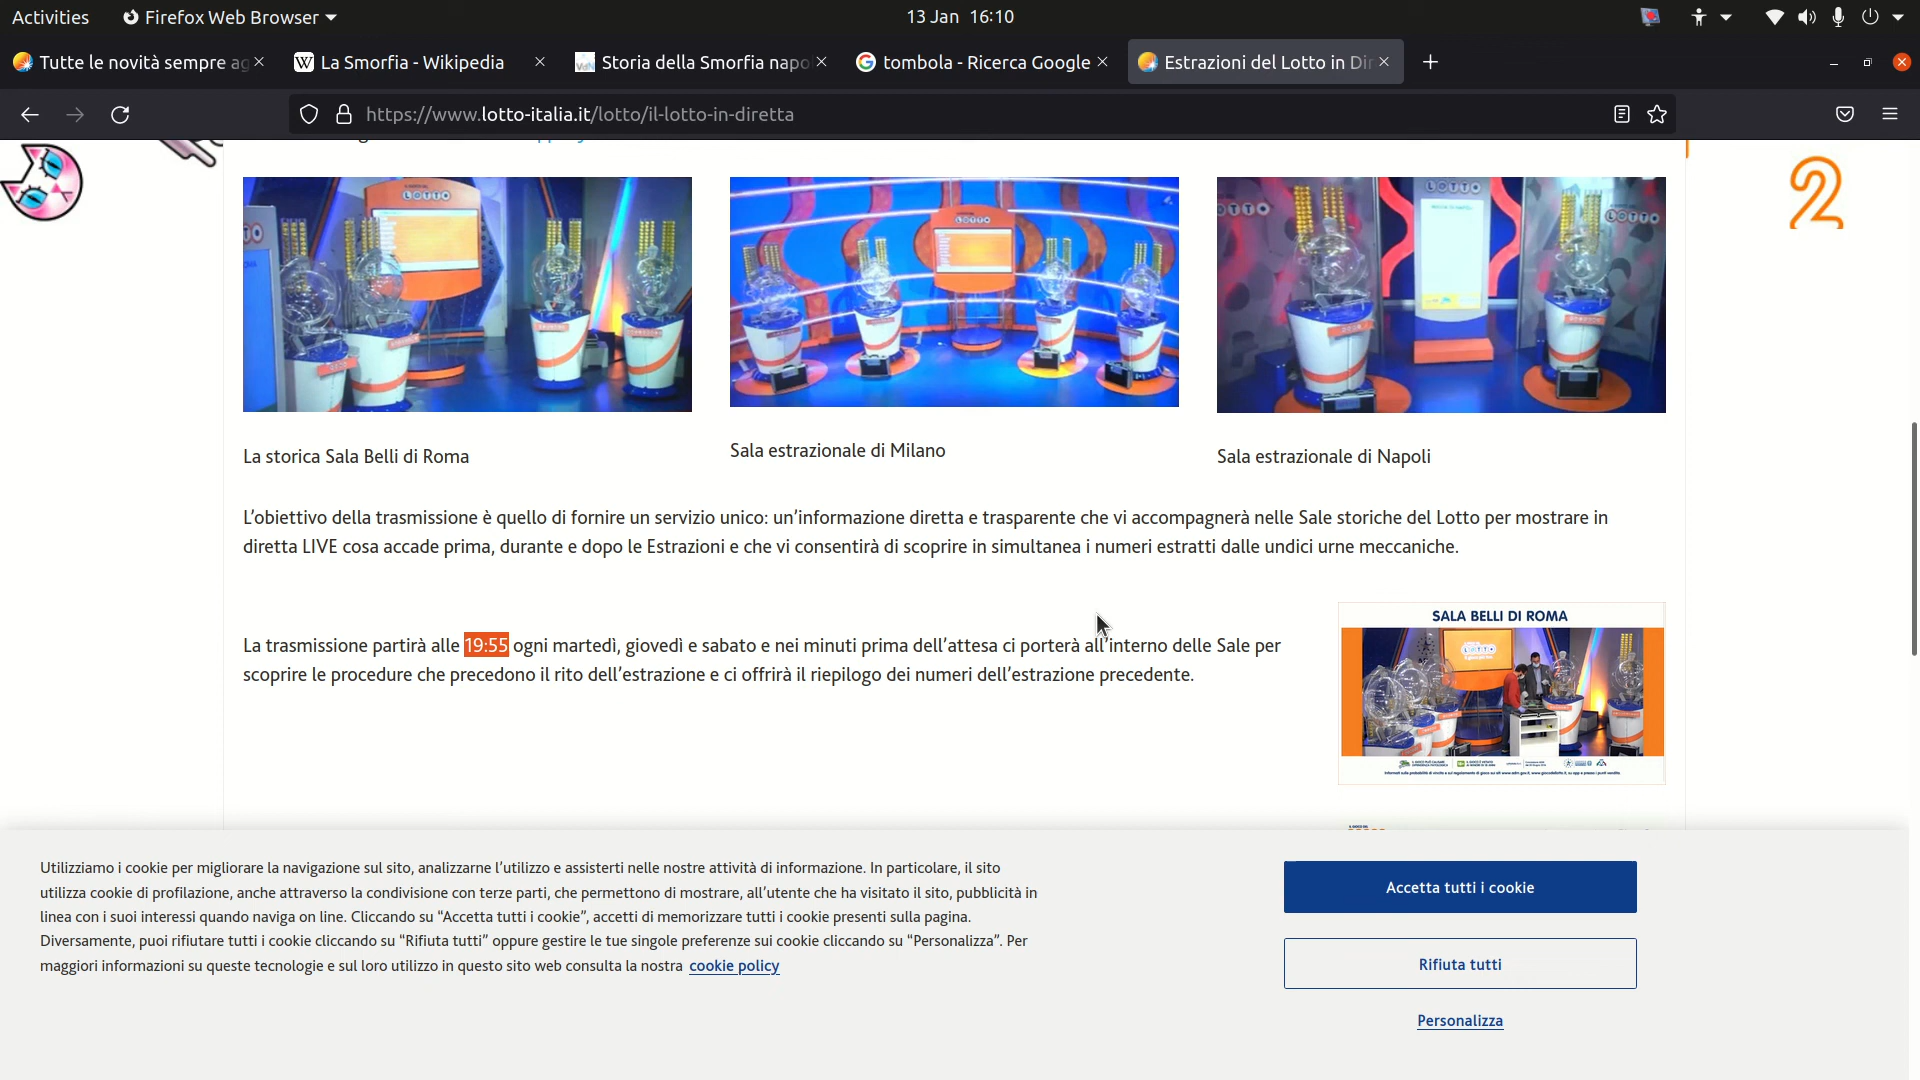 Activities
Firefox Web Browser
13 Jan 16:10
Tutte le novità sempre ag
La Smorfia - Wikipedia
Storia della Smorfia napo
tombola - Ricerca Google
Estrazioni del Lotto in Dir
https://www.lotto-italia.it/lotto/il-lotto-in-diretta
2
LOTTO
LOTTO
LOTTO
La storica Sala Belli di Roma
Sala estrazionale di Milano
Sala estrazionale di Napoli
L'obiettivo della trasmissione è quello di fornire un servizio unico: un'informazione diretta e trasparente che vi accompagnerà nelle Sale storiche del Lotto per mostrare in
diretta LIVE cosa accade prima, durante e dopo le Estrazioni e che vi consentirà di scoprire in simultanea i numeri estratti dalle undici urne meccaniche.
La trasmissione partirà alle 19:55 ogni martedì, giovedì e sabato e nei minuti prima dell'attesa ci porterà all'interno delle Sale per
scoprire le procedure che precedono il rito dell'estrazione e ci offrirà il riepilogo dei numeri dell'estrazione precedente.
SALA BELLI DI ROMA
Utilizziamo i cookie per migliorare la navigazione sul sito, analizzarne l'utilizzo e assisterti nelle nostre attività di informazione. In particolare, il sito
utilizza cookie di profilazione, anche attraverso la condivisione con terze parti, che permettono di mostrare, all'utente che ha visitato il sito, pubblicità in
linea con i suoi interessi quando naviga on line. Cliccando su “Accetta tutti i cookie”, accetti di memorizzare tutti i cookie presenti sulla pagina.
Diversamente, puoi rifiutare tutti i cookie cliccando su “Rifiuta tutti” oppure gestire le tue singole preferenze sui cookie cliccando su “Personalizza”. Per
maggiori informazioni su queste tecnologie e sul loro utilizzo in questo sito web consulta la nostra cookie policy
Accetta tutti i cookie
Rifiuta tutti
Personalizza